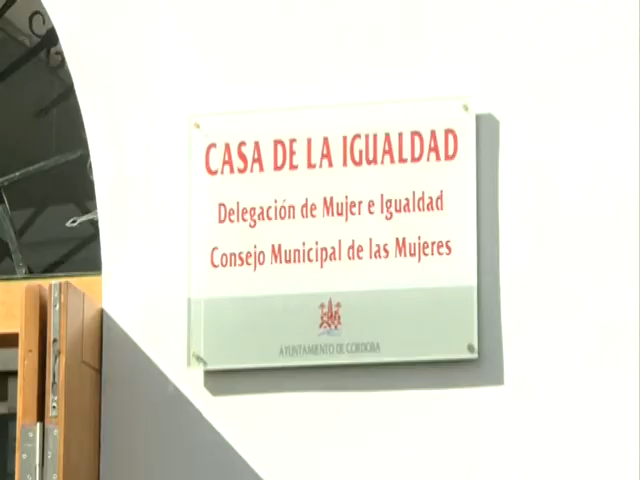 CASA DE LA IGUALDAD
Delegación de Mujer e Igualdad
Consejo Municipal de las Mujeres
AYUNTAMIENTO DE CORDOBA